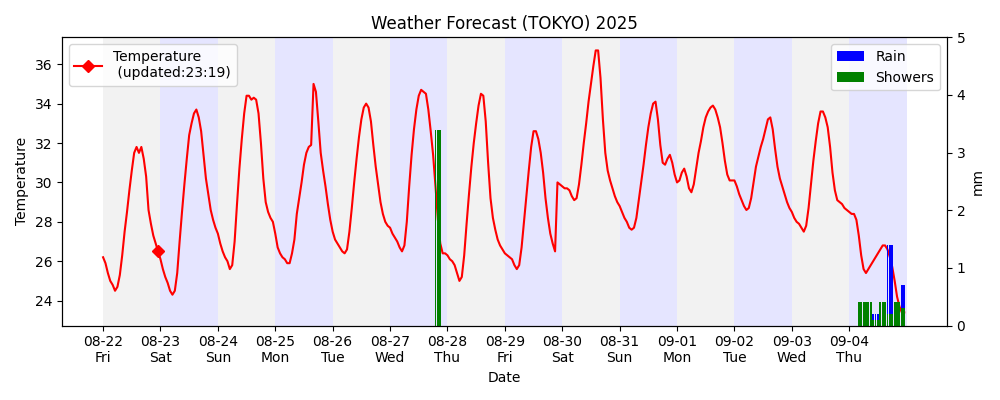 Weather Forecast (TOKYO) 2025
Temperature
(updated:23:19)
Rain
Showers
Temperature
36
34
32
30
28
26
24
5
4
3
2
1
0
mm
08-22 08-23 08-24 08-25 08-26 08-27 08-28 08-29 08-30 08-31 09-01 09-02 09-03 09-04
Fri Sat Sun Mon Tue Wed Thu Fri Sat Sun Mon Tue Wed Thu
Date